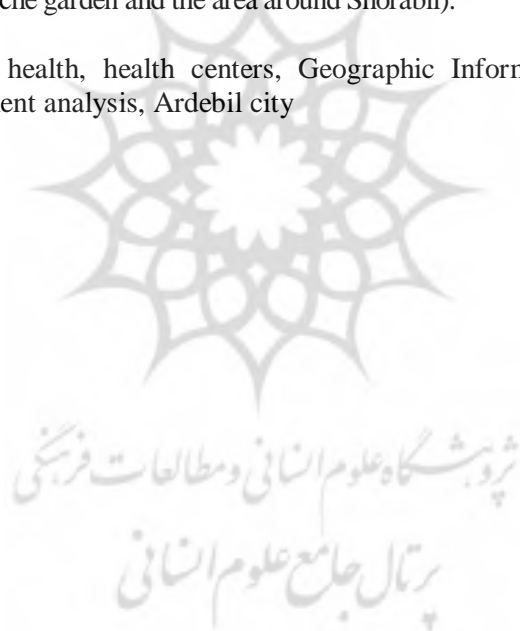 che garden and the area around Shorabil).
health, health centers, Geographic Inform
ent analysis, Ardebil city
پژوهشگاه علوم انسانی و مطالعات فرهنگی
پرتال جامع علوم انسانی